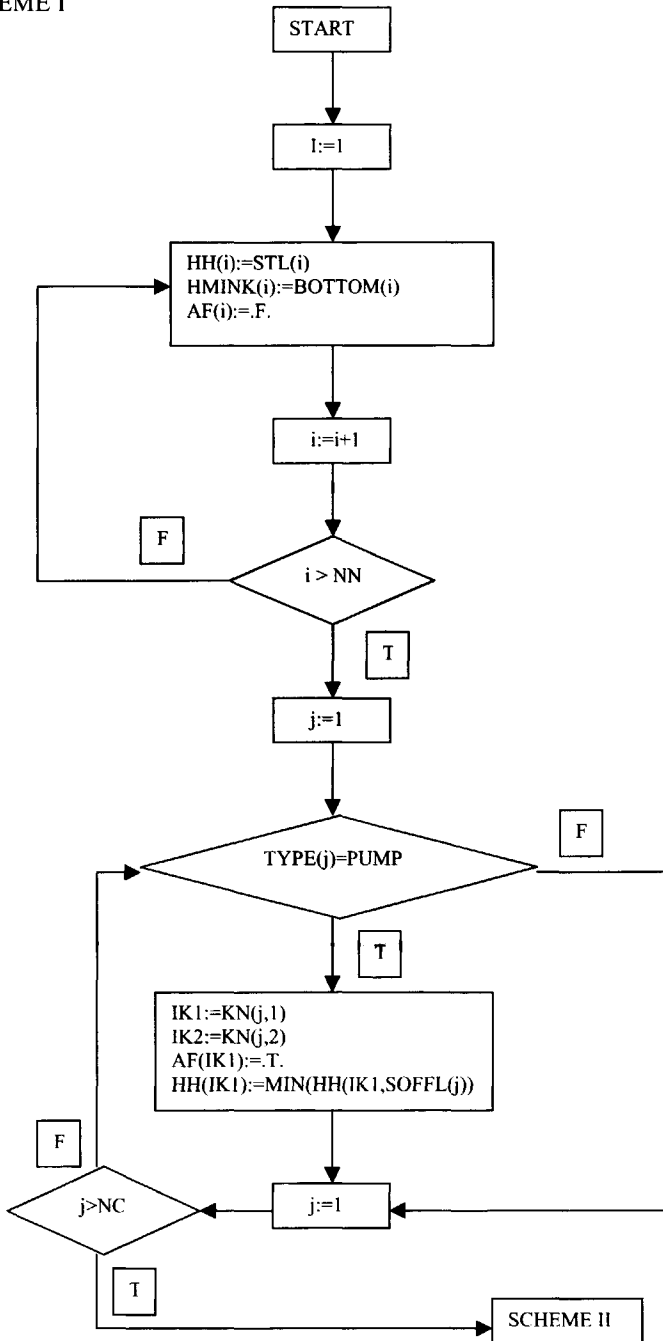 EME I
START
I:=1
HH(i):=STL(i)
HMINK(i):=BOTTOM(i)
AF(i):=.F.
i:=i+1
F
i > NN
T
j:=1
TYPE(j)=PUMP
F
T
IK1:=KN(j,1)
IK2:=KN(j,2)
AF(IK1):=.T.
HH(IK1):=MIN(HH(IK1,SOFFL(j))
F
j>NC
j:=1
T
SCHEME II